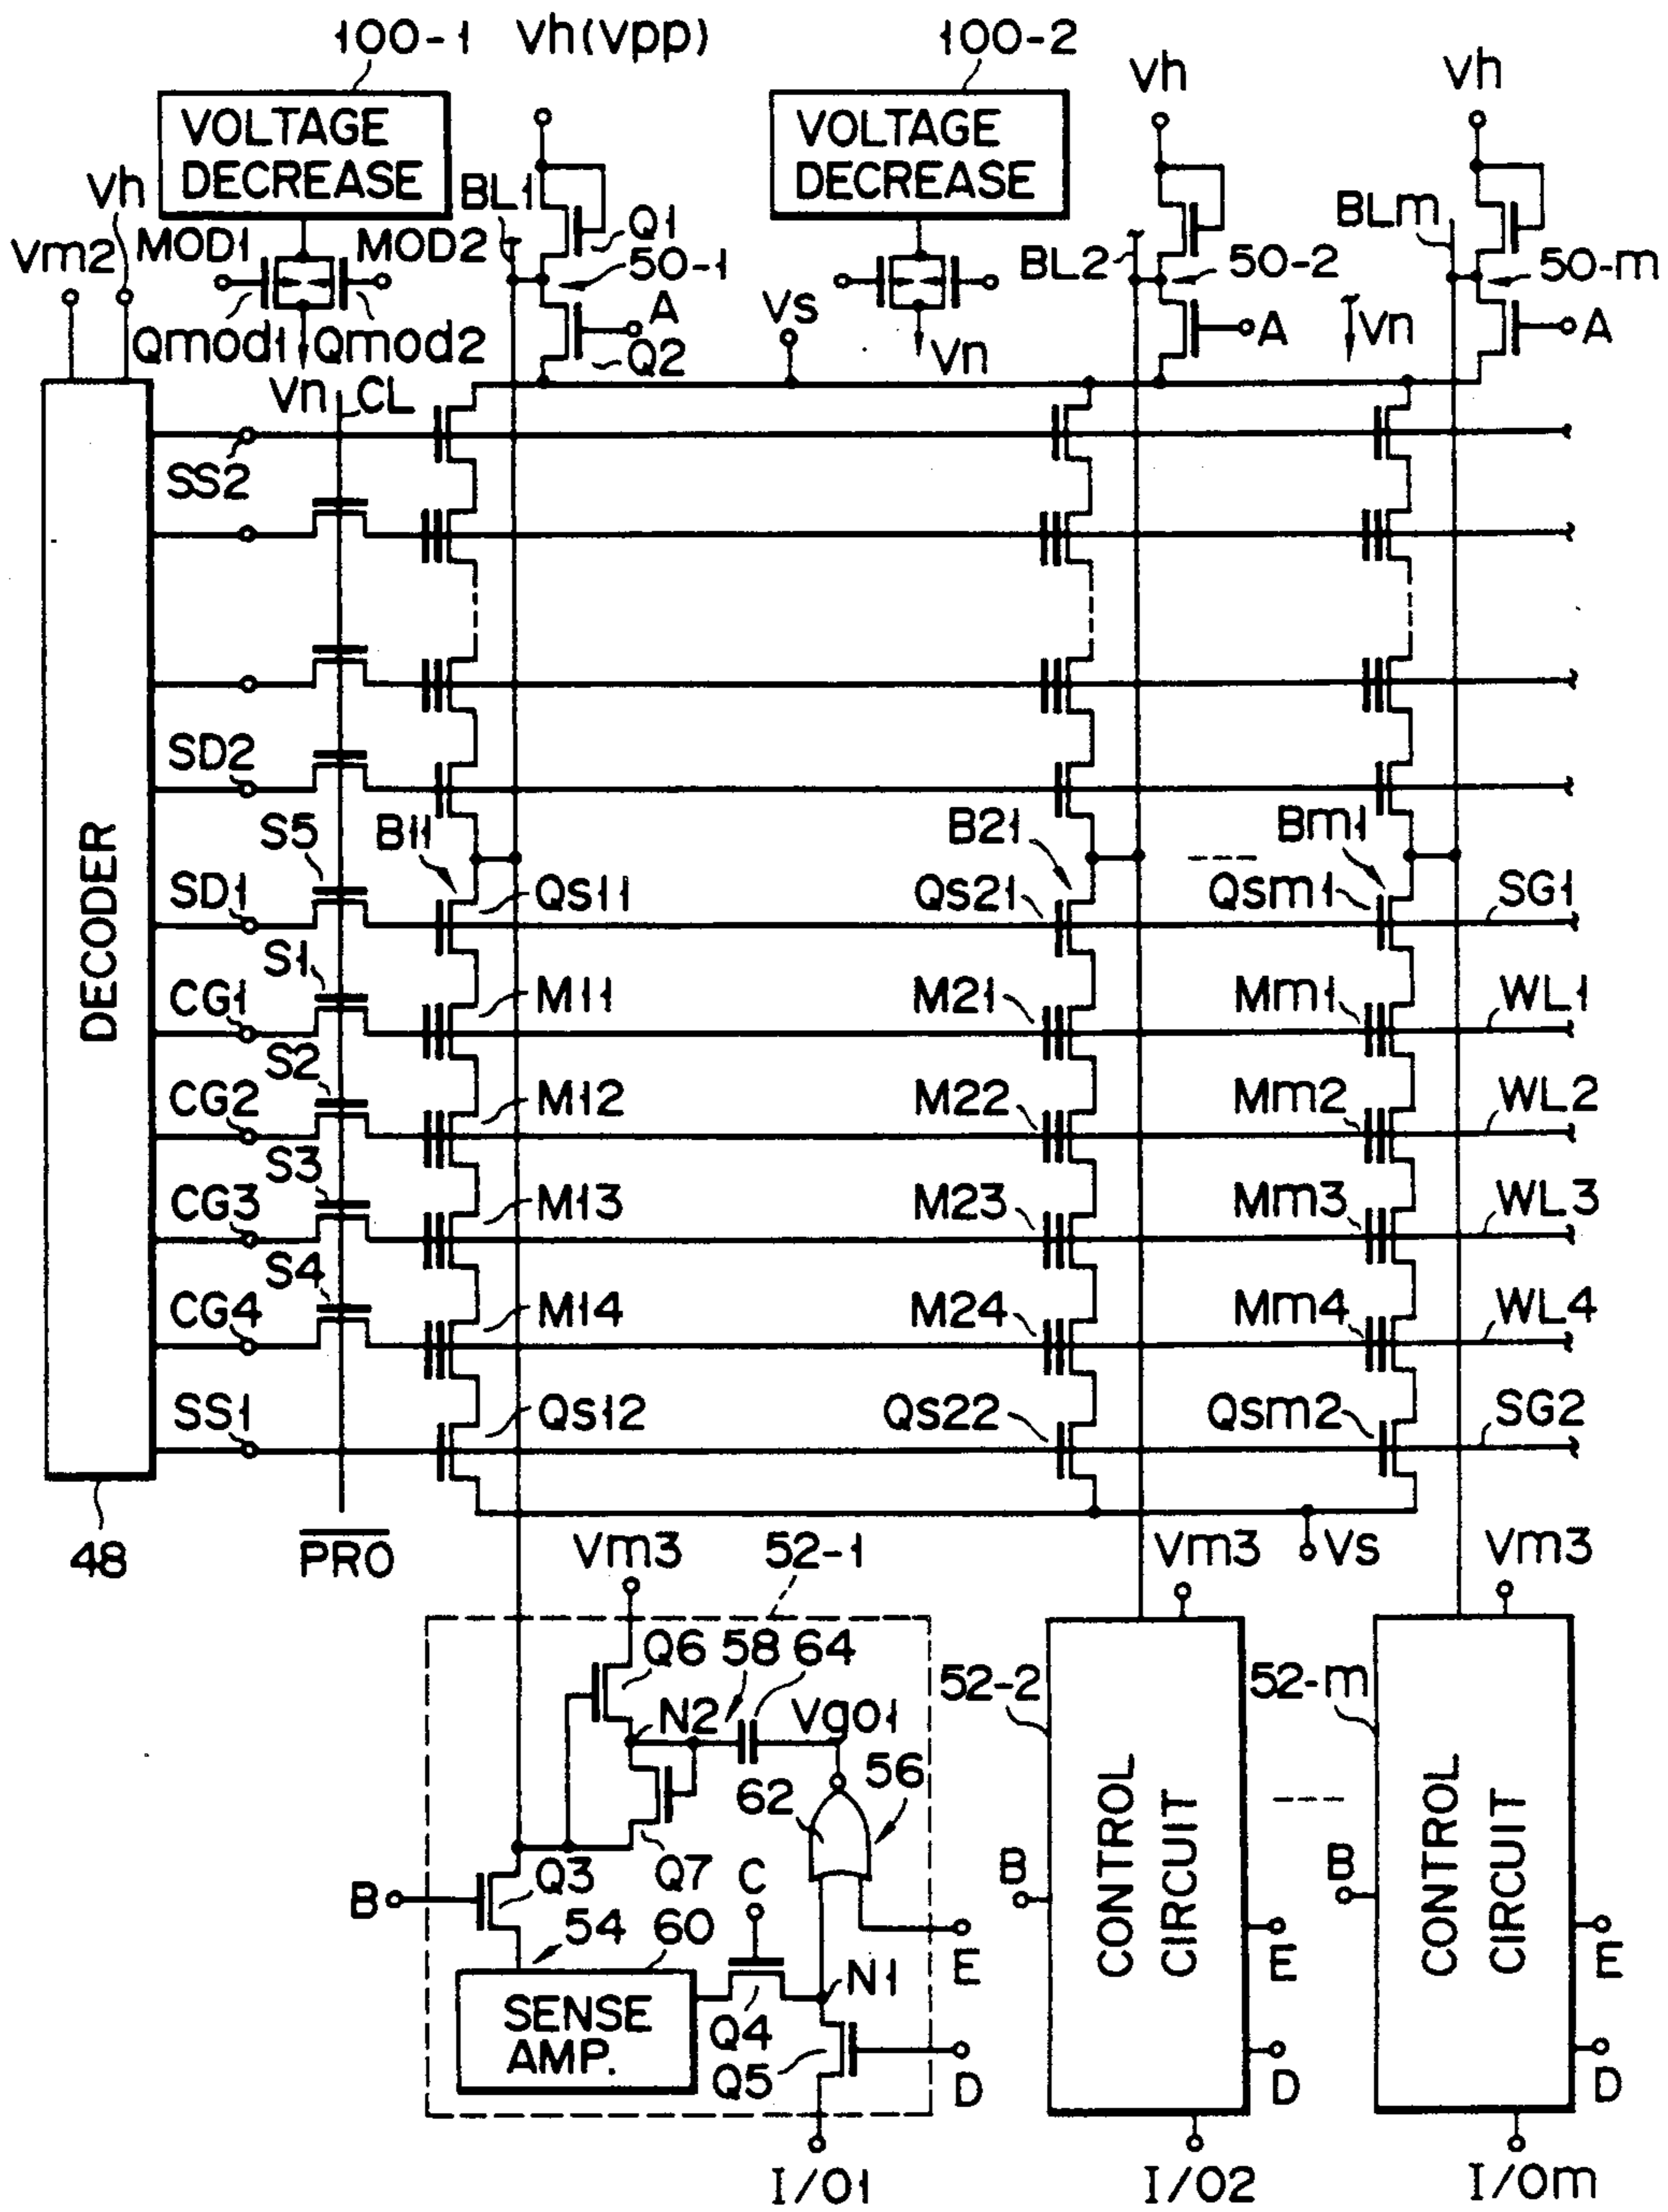 100-1 Vh(Vpp) 100-2 Vh Vh
VOLTAGE DECREASE
VOLTAGE DECREASE
Vh
Vm2
MOD1 MOD2
BL1
Q1
50-1
A
Q2
Qmod1 Qmod2
Vn
CL
Vs
Vn
BL2
50-2
A
BLm
50-m
Vn
A
SS2
SD2
S5
B11
B21
Bm1
DECODER
SD1
Qs11
Qs21
Qsm1
SG1
S1
CG1
M11
M21
Mm1
WL1
S2
CG2
M12
M22
Mm2
WL2
S3
CG3
M13
M23
Mm3
WL3
S4
CG4
M14
M24
Mm4
WL4
SS1
Qs12
Qs22
Qsm2
SG2
48
PRO
Vm3
52-1
Vm3
Vs
Vm3
Q6 58 64
N2
Vgo1
62
56
52-2
52-m
CONTROL CIRCUIT
CONTROL CIRCUIT
B
Q3
Q7
C
54
60
E
N1
SENSE AMP.
Q4
Q5
D
B
E
D
B
E
D
I/O1
I/O2
I/Om